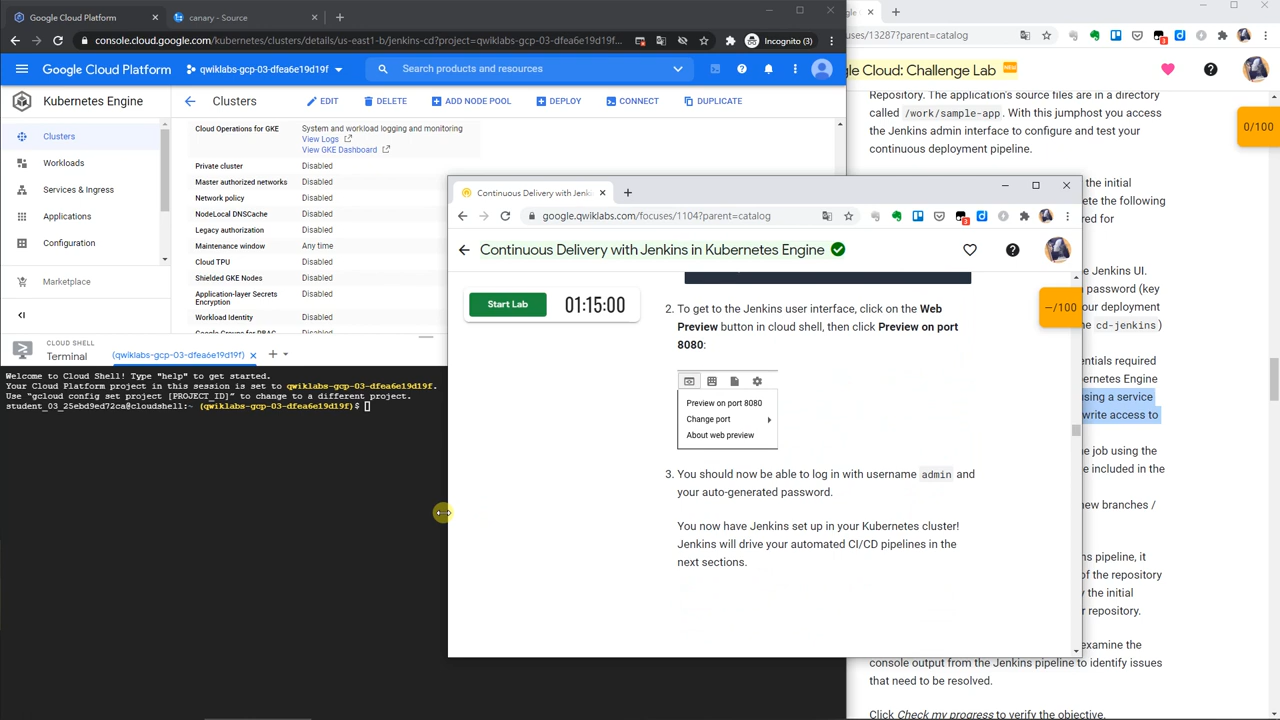 Google Cloud Platform
canary - Source
console.cloud.google.com/kubernetes/clusters/details/us-east1-b/jenkins-cd?project=qwiklabs-gcp-03-dfea6e19d19f...
Incognito (3)
Google Cloud Platform
qwiklabs-gcp-03-dfea6e19d19f
Search products and resources
Kubernetes Engine
Clusters
EDIT
DELETE
ADD NODE POOL
DEPLOY
CONNECT
DUPLICATE
Clusters
Workloads
Services & Ingress
Applications
Configuration
Marketplace
Cloud Operations for GKE
System and workload logging and monitoring
View Logs
View GKE Dashboard
Private cluster Disabled
Master authorized networks Disabled
Network policy Disabled
NodeLocal DNSCache Disabled
Legacy authorization Disabled
Maintenance window Any time
Cloud TPU Disabled
Shielded GKE Nodes Disabled
Application-layer Secrets Disabled
Encryption
Workload Identity Disabled
CLOUD SHELL
Terminal
(qwiklabs-gcp-03-dfea6e19d19f)
Welcome to Cloud Shell! Type "help" to get started.
Your Cloud Platform project in this session is set to qwiklabs-gcp-03-dfea6e19d19f.
Use "gcloud config set project [PROJECT_ID]" to change to a different project.
student_03_25ebd9ed72ca@cloudshell:~ (qwiklabs-gcp-03-dfea6e19d19f)$
Continuous Delivery with Jenk
google.qwiklabs.com/focuses/1104?parent=catalog
Continuous Delivery with Jenkins in Kubernetes Engine
Start Lab
01:15:00
--/100
2. To get to the Jenkins user interface, click on the Web
Preview button in cloud shell, then click Preview on port
8080:
Preview on port 8080
Change port
About web preview
3. You should now be able to log in with username admin and
your auto-generated password.
You now have Jenkins set up in your Kubernetes cluster!
Jenkins will drive your automated CI/CD pipelines in the
next sections.
uses/13287?parent=catalog
gle Cloud: Challenge Lab
0/100
Repository. The application's source files are in a directory
called /work/sample-app. With this jumphost you access
the Jenkins admin interface to configure and test your
continuous deployment pipeline.
the initial
te the following
red for
e Jenkins UI.
password (key
our deployment
e cd-jenkins)
entials required
bernetes Engine
using a service
write access to
e job using the
e included in the
new branches /
s pipeline, it
of the repository
y the initial
r repository.
examine the
console output from the Jenkins pipeline to identify issues
that need to be resolved.
Click Check my progress to verify the objective.